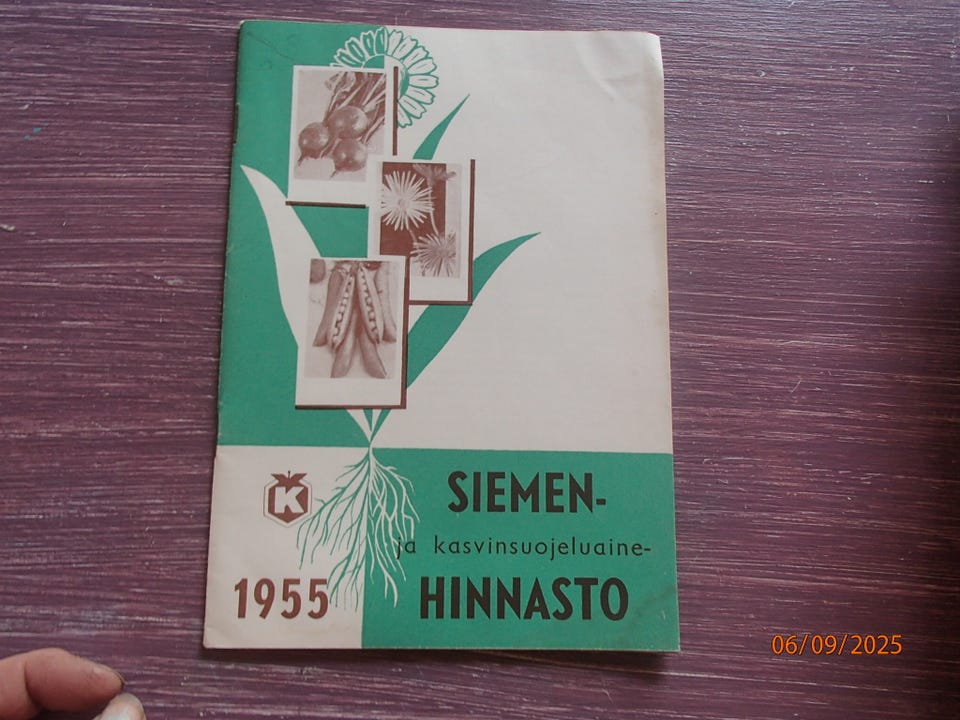 K
SIEMEN-
ja kasvinsuojeluaine-
1955
HINNASTO
06/09/2025